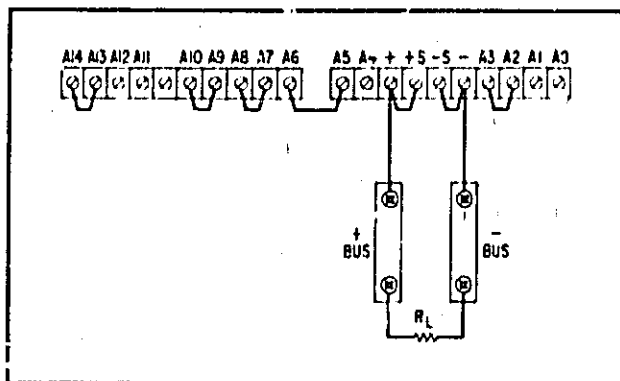 A14 A13 A12 A11 A10 A9 A8 A7 A6 A5 A4 + +S -S - A3 A2 A1 A0
+ BUS
- BUS
RL